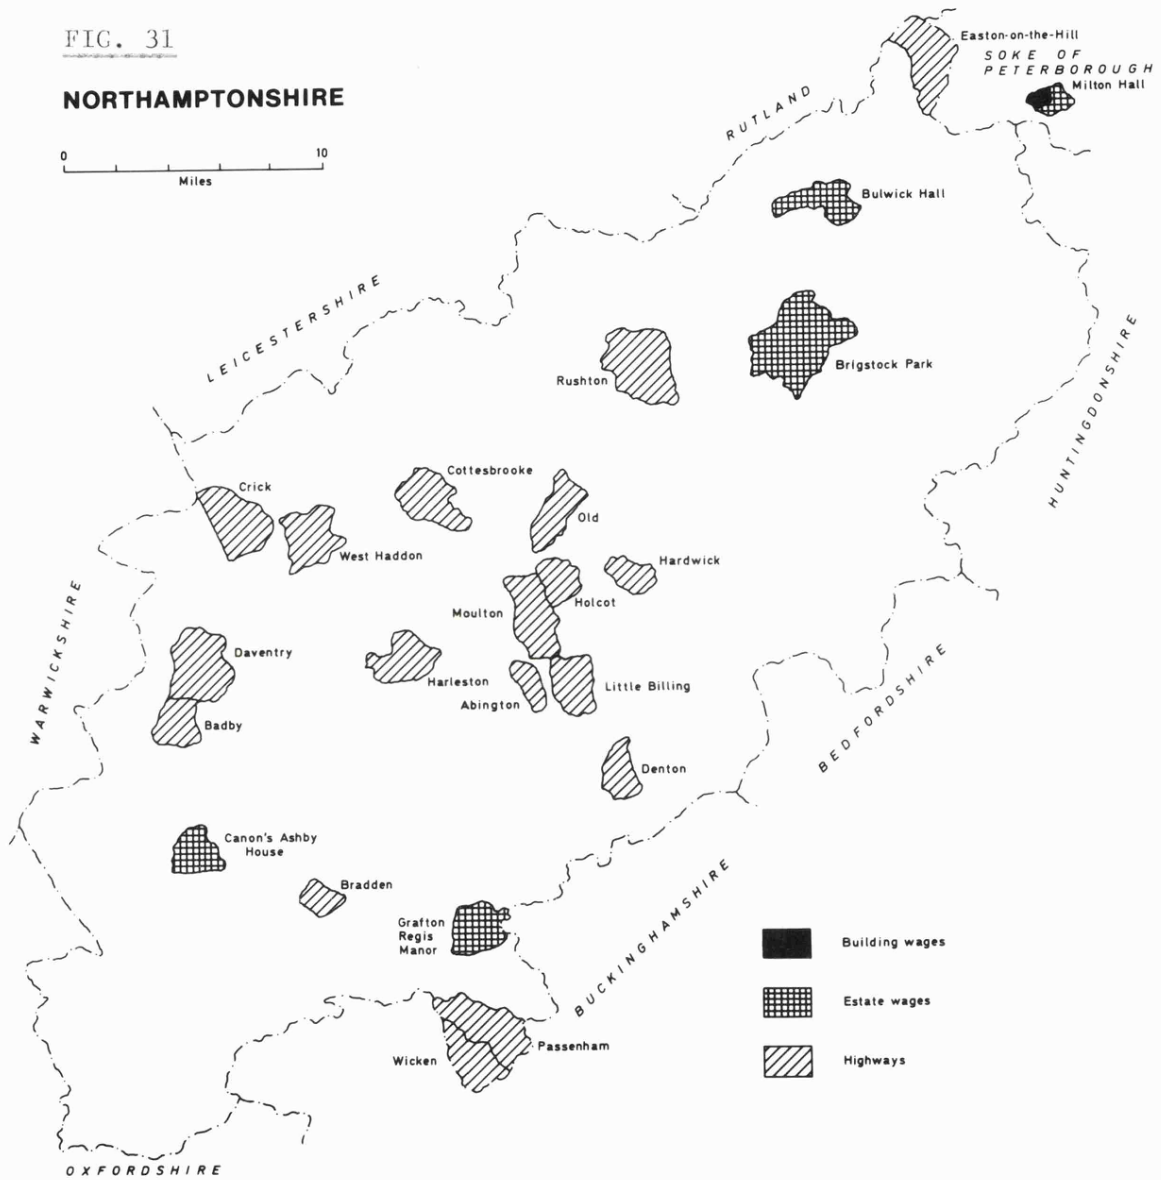 FIG. 31
NORTHAMPTONSHIRE
0 10
Miles
Easton-on-the-Hill
SOKE OF
PETERBOROUGH
Milton Hall
RUTLAND
Bulwick Hall
LEICESTERSHIRE
HUNTINGDONSHIRE
Rushton
Brigstock Park
Cottesbrooke
Crick
Old
West Haddon
Hardwick
Holcot
Moulton
WARWICKSHIRE
Daventry
Harleston
Little Billing
Abington
Badby
BEDFORDSHIRE
Denton
Canon's Ashby
House
Bradden
Grafton
Regis
Manor
BUCKINGHAMSHIRE
Building wages
Estate wages
Highways
Passenham
Wicken
OXFORDSHIRE